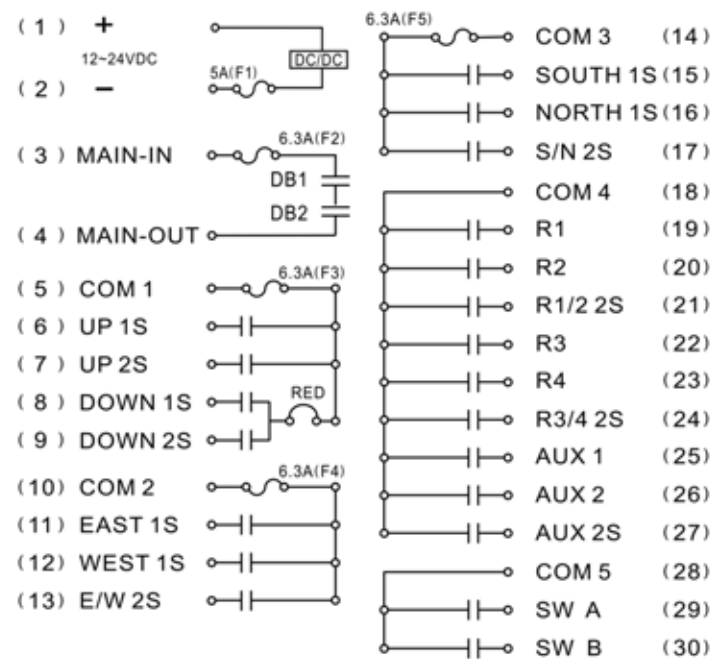 ( 1 ) +
12~24VDC
DC/DC
( 2 ) −
5A(F1)
( 3 ) MAIN-IN
6.3A(F2)
DB1
DB2
( 4 ) MAIN-OUT
( 5 ) COM 1
6.3A(F3)
( 6 ) UP 1S
( 7 ) UP 2S
( 8 ) DOWN 1S
RED
( 9 ) DOWN 2S
(10) COM 2
6.3A(F4)
(11) EAST 1S
(12) WEST 1S
(13) E/W 2S
6.3A(F5)
COM 3 (14)
SOUTH 1S (15)
NORTH 1S (16)
S/N 2S (17)
COM 4 (18)
R1 (19)
R2 (20)
R1/2 2S (21)
R3 (22)
R4 (23)
R3/4 2S (24)
AUX 1 (25)
AUX 2 (26)
AUX 2S (27)
COM 5 (28)
SW A (29)
SW B (30)